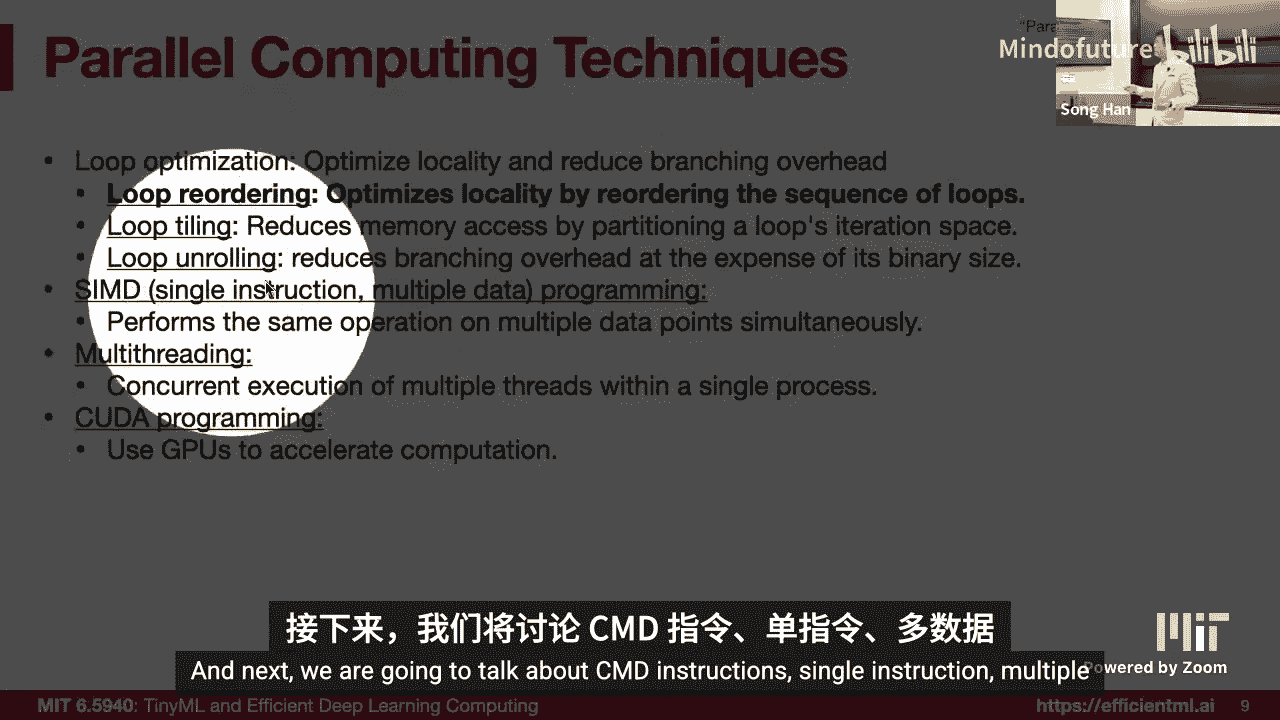 "Para
Parallel Computing Techniques
Mindofuture bilibili
Song Han
• Loop optimization: Optimize locality and reduce branching overhead
• Loop reordering: Optimizes locality by reordering the sequence of loops.
• Loop tiling: Reduces memory access by partitioning a loop's iteration space.
• Loop unrolling: reduces branching overhead at the expense of its binary size.
• SIMD (single instruction, multiple data) programming:
• Performs the same operation on multiple data points simultaneously.
• Multithreading:
• Concurrent execution of multiple threads within a single process.
• CUDA programming:
• Use GPUs to accelerate computation.
接下来，我们将讨论 CMD 指令、单指令、多数据
And next, we are going to talk about CMD instructions, single instruction, multiple
MIT
Powered by Zoom
MIT 6.5940: TinyML and Efficient Deep Learning Computing
https://efficientml.ai 9